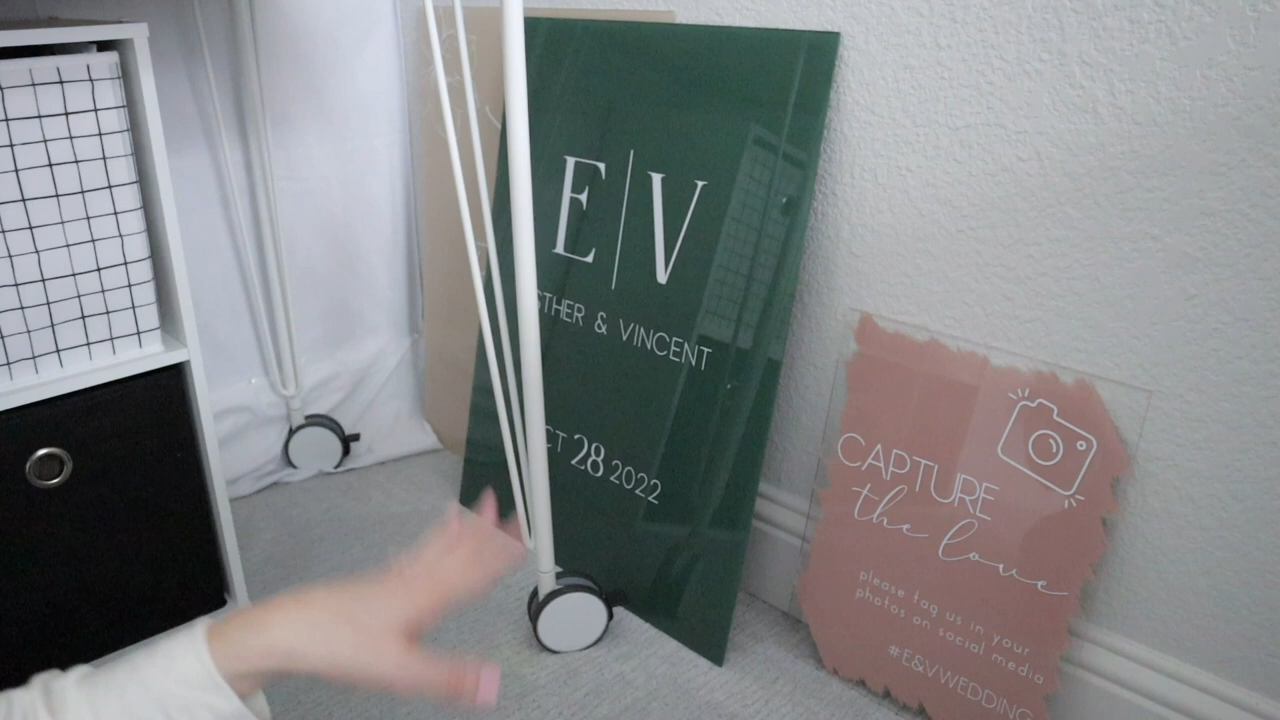 E|V
STHER & VINCENT
CT 28 2022
CAPTURE
the love
please tag us in your
photos on social media
#E&VWEDDING